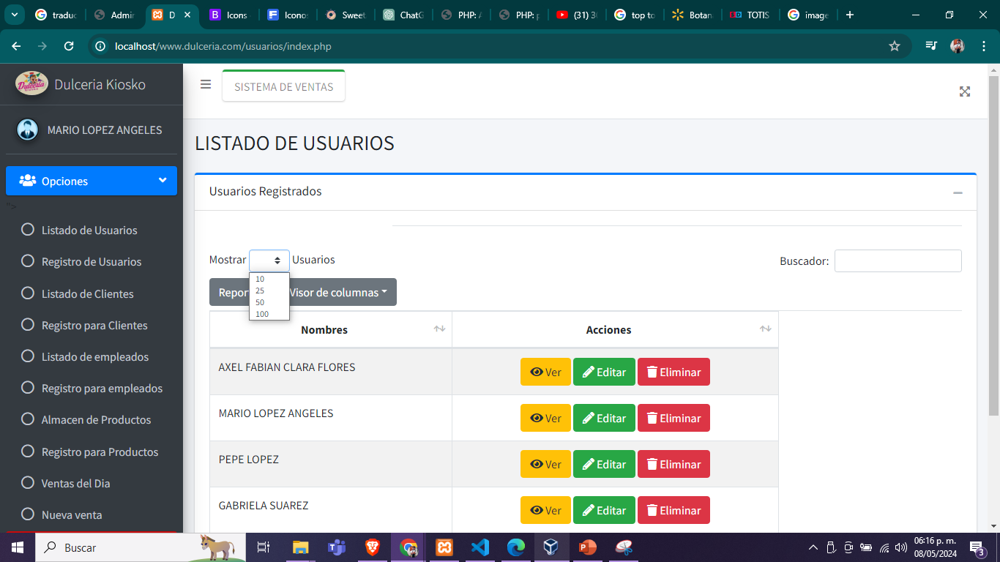 traduc
Admir
D
Icons
Icono:
Sweet
ChatG
PHP: A
PHP: p
(31) 30
top to
Botan
TOTIS
image
localhost/www.dulceria.com/usuarios/index.php
Dulceria
Dulceria Kiosko
SISTEMA DE VENTAS
MARIO LOPEZ ANGELES
LISTADO DE USUARIOS
Opciones
Usuarios Registrados
">
Listado de Usuarios
Registro de Usuarios
Mostrar Usuarios
Buscador:
10
25
50
100
Repor
Visor de columnas
Listado de Clientes
Registro para Clientes
Nombres
Acciones
Listado de empleados
AXEL FABIAN CLARA FLORES
Ver Editar Eliminar
Registro para empleados
MARIO LOPEZ ANGELES
Ver Editar Eliminar
Almacen de Productos
Registro para Productos
PEPE LOPEZ
Ver Editar Eliminar
Ventas del Dia
GABRIELA SUAREZ
Ver Editar Eliminar
Nueva venta
Buscar
06:16 p. m.
08/05/2024
3